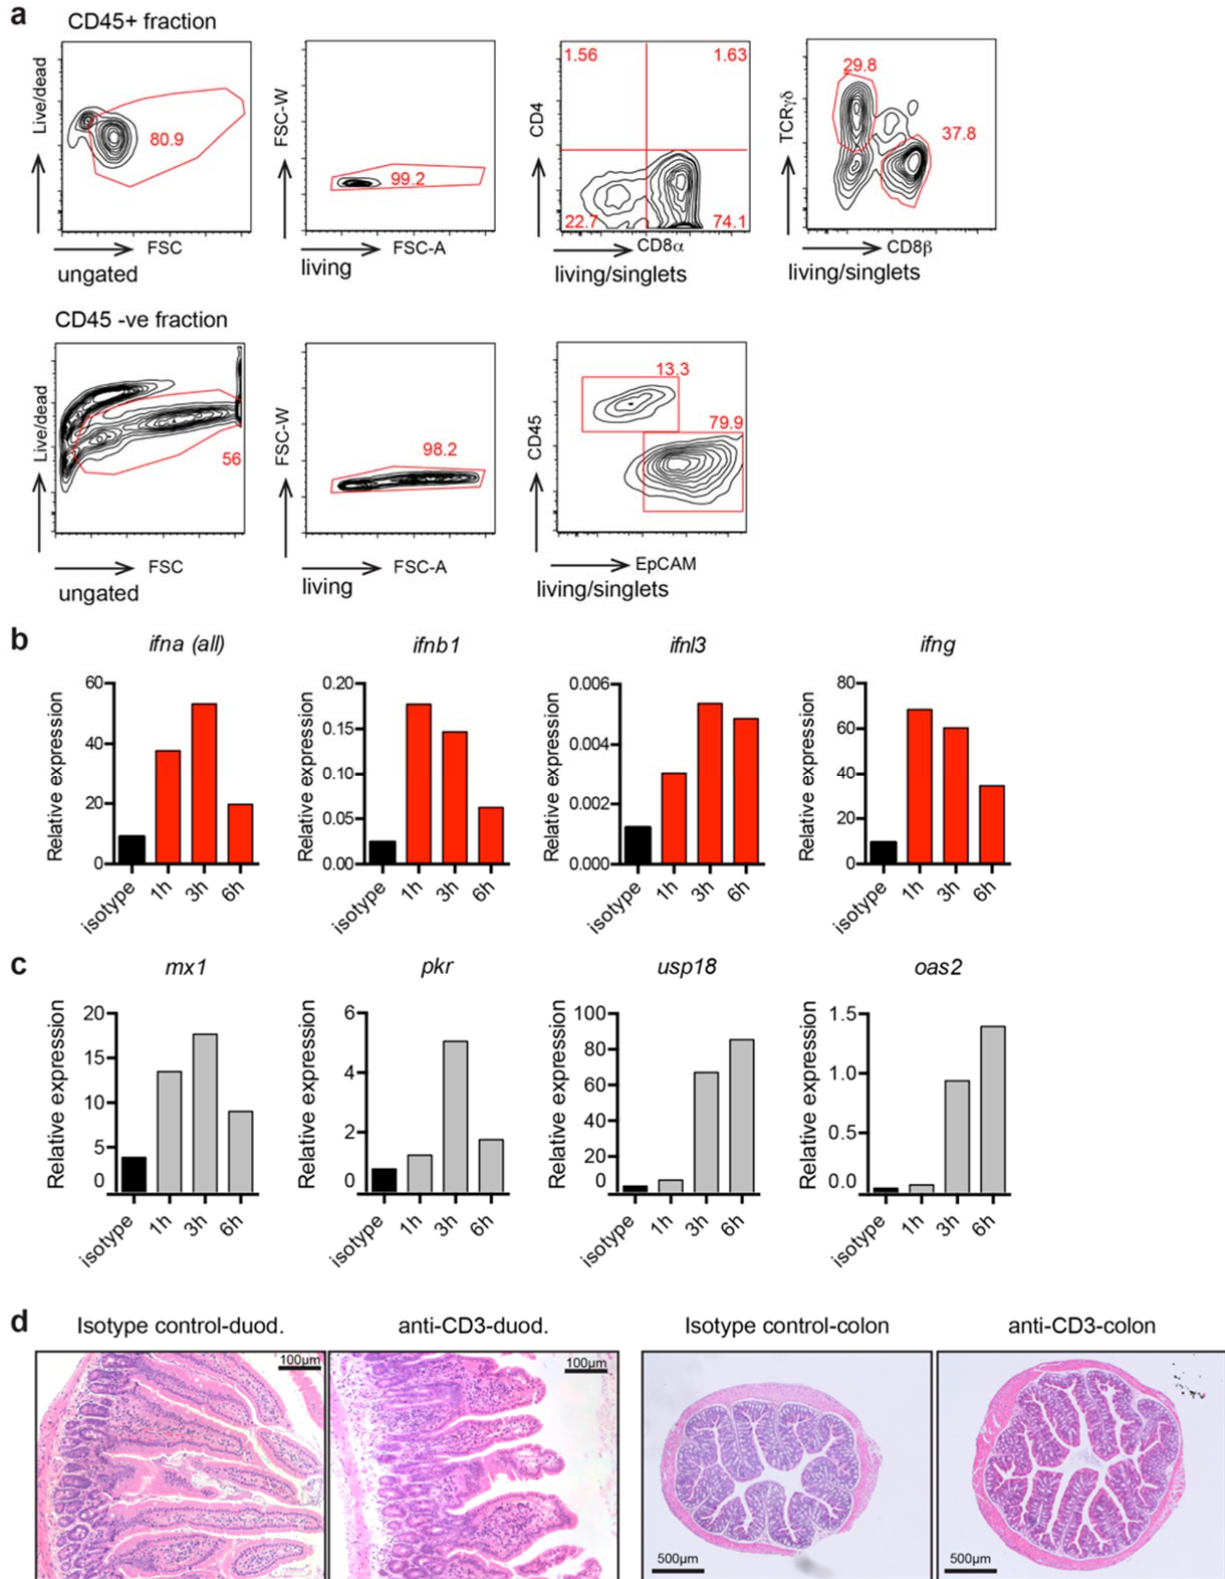 a
CD45+ fraction
Live/dead
80.9
FSC
ungated
FSC-W
99.2
FSC-A
living
CD4
1.56
1.63
22.7
74.1
CD8α
living/singlets
TCRγδ
29.8
37.8
CD8β
living/singlets
CD45 -ve fraction
Live/dead
56
FSC
ungated
FSC-W
98.2
FSC-A
living
CD45
13.3
79.9
EpCAM
living/singlets
b
ifna (all)
Relative expression
60
40
20
0
isotype
1h
3h
6h
ifnb1
Relative expression
0.20
0.15
0.10
0.05
0.00
isotype
1h
3h
6h
ifnl3
Relative expression
0.006
0.004
0.002
0.000
isotype
1h
3h
6h
ifng
Relative expression
80
60
40
20
0
isotype
1h
3h
6h
c
mx1
Relative expression
20
15
10
5
0
isotype
1h
3h
6h
pkr
Relative expression
6
4
2
0
isotype
1h
3h
6h
usp18
Relative expression
100
80
60
40
20
0
isotype
1h
3h
6h
oas2
Relative expression
1.5
1.0
0.5
0.0
isotype
1h
3h
6h
d
Isotype control-duod.
100µm
anti-CD3-duod.
100µm
Isotype control-colon
500µm
anti-CD3-colon
500µm